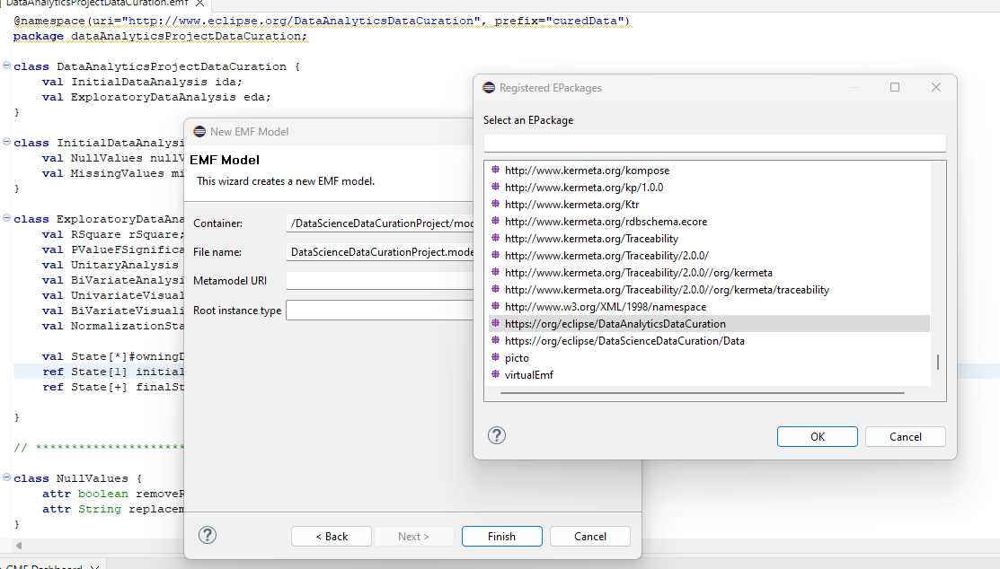 DataAnalyticsProjectDataCuration.emf
@namespace(uri="http://www.eclipse.org/DataAnalyticsDataCuration", prefix="curedData")
package dataAnalyticsProjectDataCuration;
class DataAnalyticsProjectDataCuration {
val InitialDataAnalysis ida;
val ExploratoryDataAnalysis eda;
}
class InitialDataAnalysi
val NullValues nullV
val MissingValues mi
}
class ExploratoryDataAna
val RSquare rSquare;
val PValueFSignifica
val UnitaryAnalysis
val BiVariateAnalysi
val UnivariateVisual
val BiVariateVisuali
val NormalizationSta
val State[*]#owningD
ref State[1] initial
ref State[+] finalSt
}
// *********************
class NullValues {
attr boolean removeR
attr String replacem
}
GMF Dashboard
New EMF Model
EMF Model
This wizard creates a new EMF model.
Container: /DataScienceDataCurationProject/mod
File name: DataScienceDataCurationProject.mode
Metamodel URI
Root instance type
< Back Next > Finish Cancel
Registered EPackages
Select an EPackage
http://www.kermeta.org/kompose
http://www.kermeta.org/kp/1.0.0
http://www.kermeta.org/Ktr
http://www.kermeta.org/rdbschema.ecore
http://www.kermeta.org/Traceability
http://www.kermeta.org/Traceability/2.0.0/
http://www.kermeta.org/Traceability/2.0.0//org/kermeta
http://www.kermeta.org/Traceability/2.0.0//org/kermeta/traceability
http://www.w3.org/XML/1998/namespace
https://org/eclipse/DataAnalyticsDataCuration
https://org/eclipse/DataScienceDataCuration/Data
picto
virtualEmf
OK Cancel